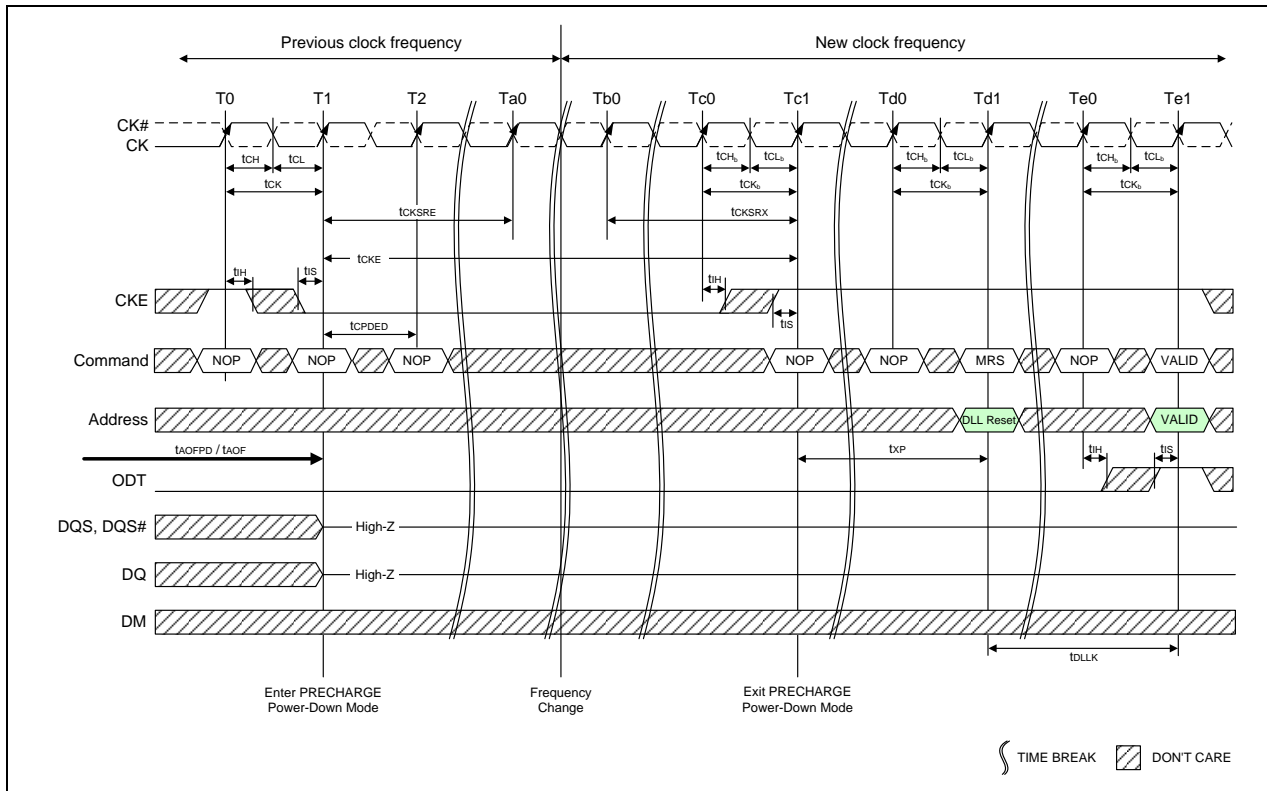 Previous clock frequency New clock frequency
T0 T1 T2 Ta0 Tb0 Tc0 Tc1 Td0 Td1 Te0 Te1
CK#
CK
tCH tCL tCHb tCLb tCHb tCLb tCHb tCLb
tCK tCKb tCKb tCKb
tCKSRE tCKSRX
tCKE
tIH tIS tIH
CKE
tIS
tCPDED
Command NOP NOP NOP NOP NOP MRS NOP VALID
Address DLL Reset VALID
tAOFPD / tAOF tXP tIH tIS
ODT
DQS, DQS# High-Z
DQ High-Z
DM
tDLLK
Enter PRECHARGE Frequency Exit PRECHARGE
Power-Down Mode Change Power-Down Mode
TIME BREAK DON'T CARE